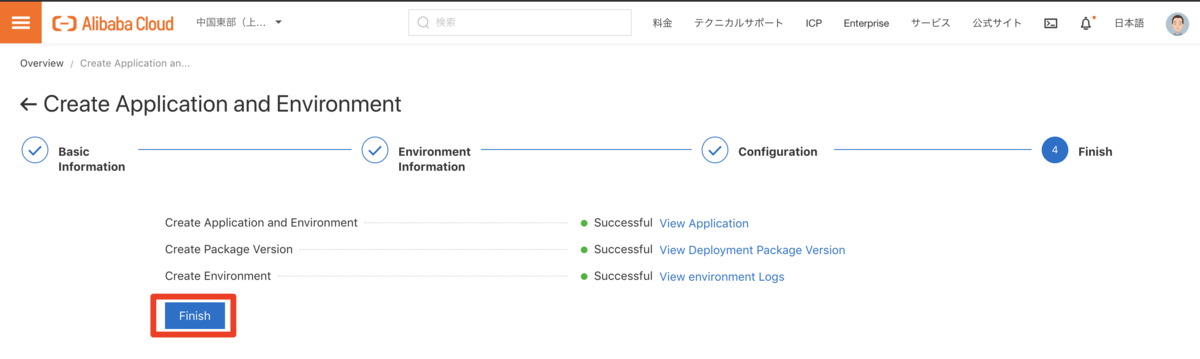 Alibaba Cloud
中国東部（上...
検索
料金
テクニカルサポート
ICP
Enterprise
サービス
公式サイト
日本語
Overview / Create Application an...
← Create Application and Environment
Basic
Information
Environment
Information
Configuration
4
Finish
Create Application and Environment Successful View Application
Create Package Version Successful View Deployment Package Version
Create Environment Successful View environment Logs
Finish